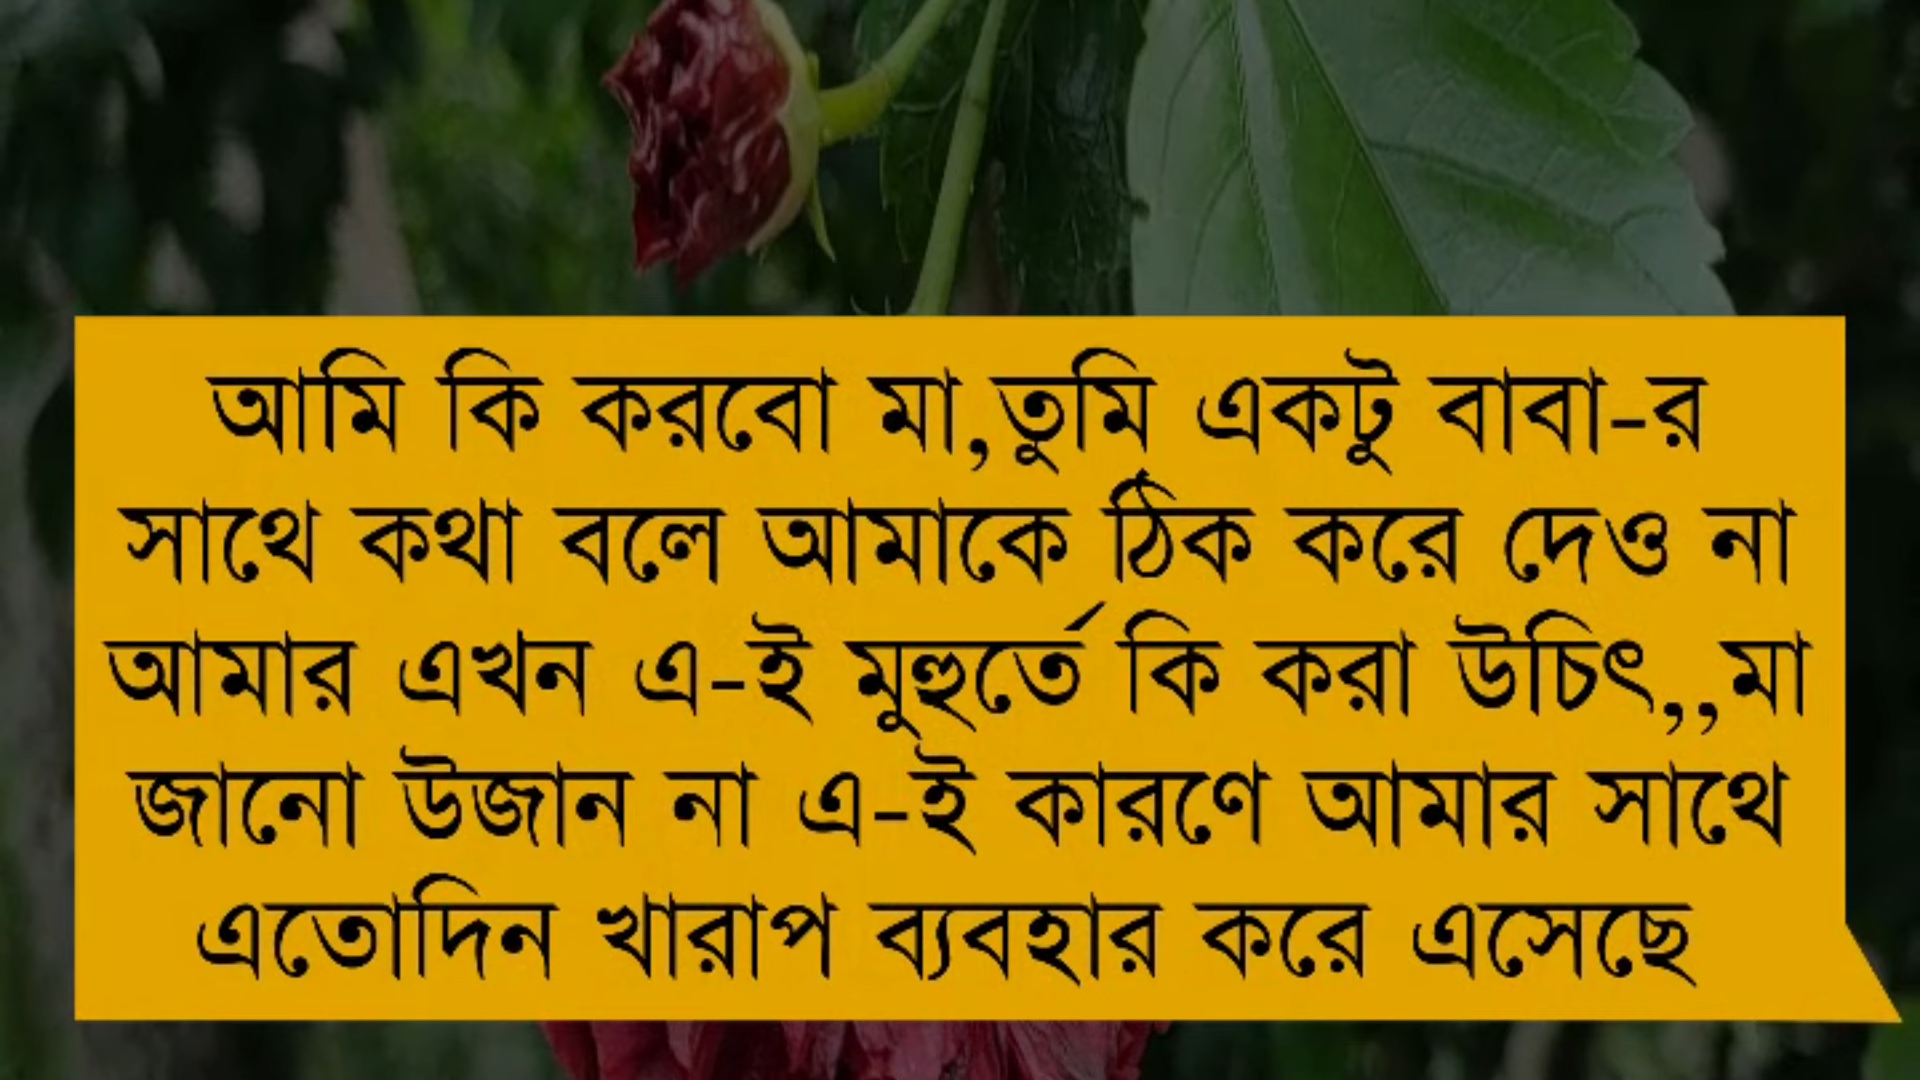 আমি কি করবো মা,তুমি একটু বাবা-র
সাথে কথা বলে আমাকে ঠিক করে দেও না
আমার এখন এ-ই মুহুর্তে কি করা উচিৎ,,মা
জানো উজান না এ-ই কারণে আমার সাথে
এতোদিন খারাপ ব্যবহার করে এসেছে